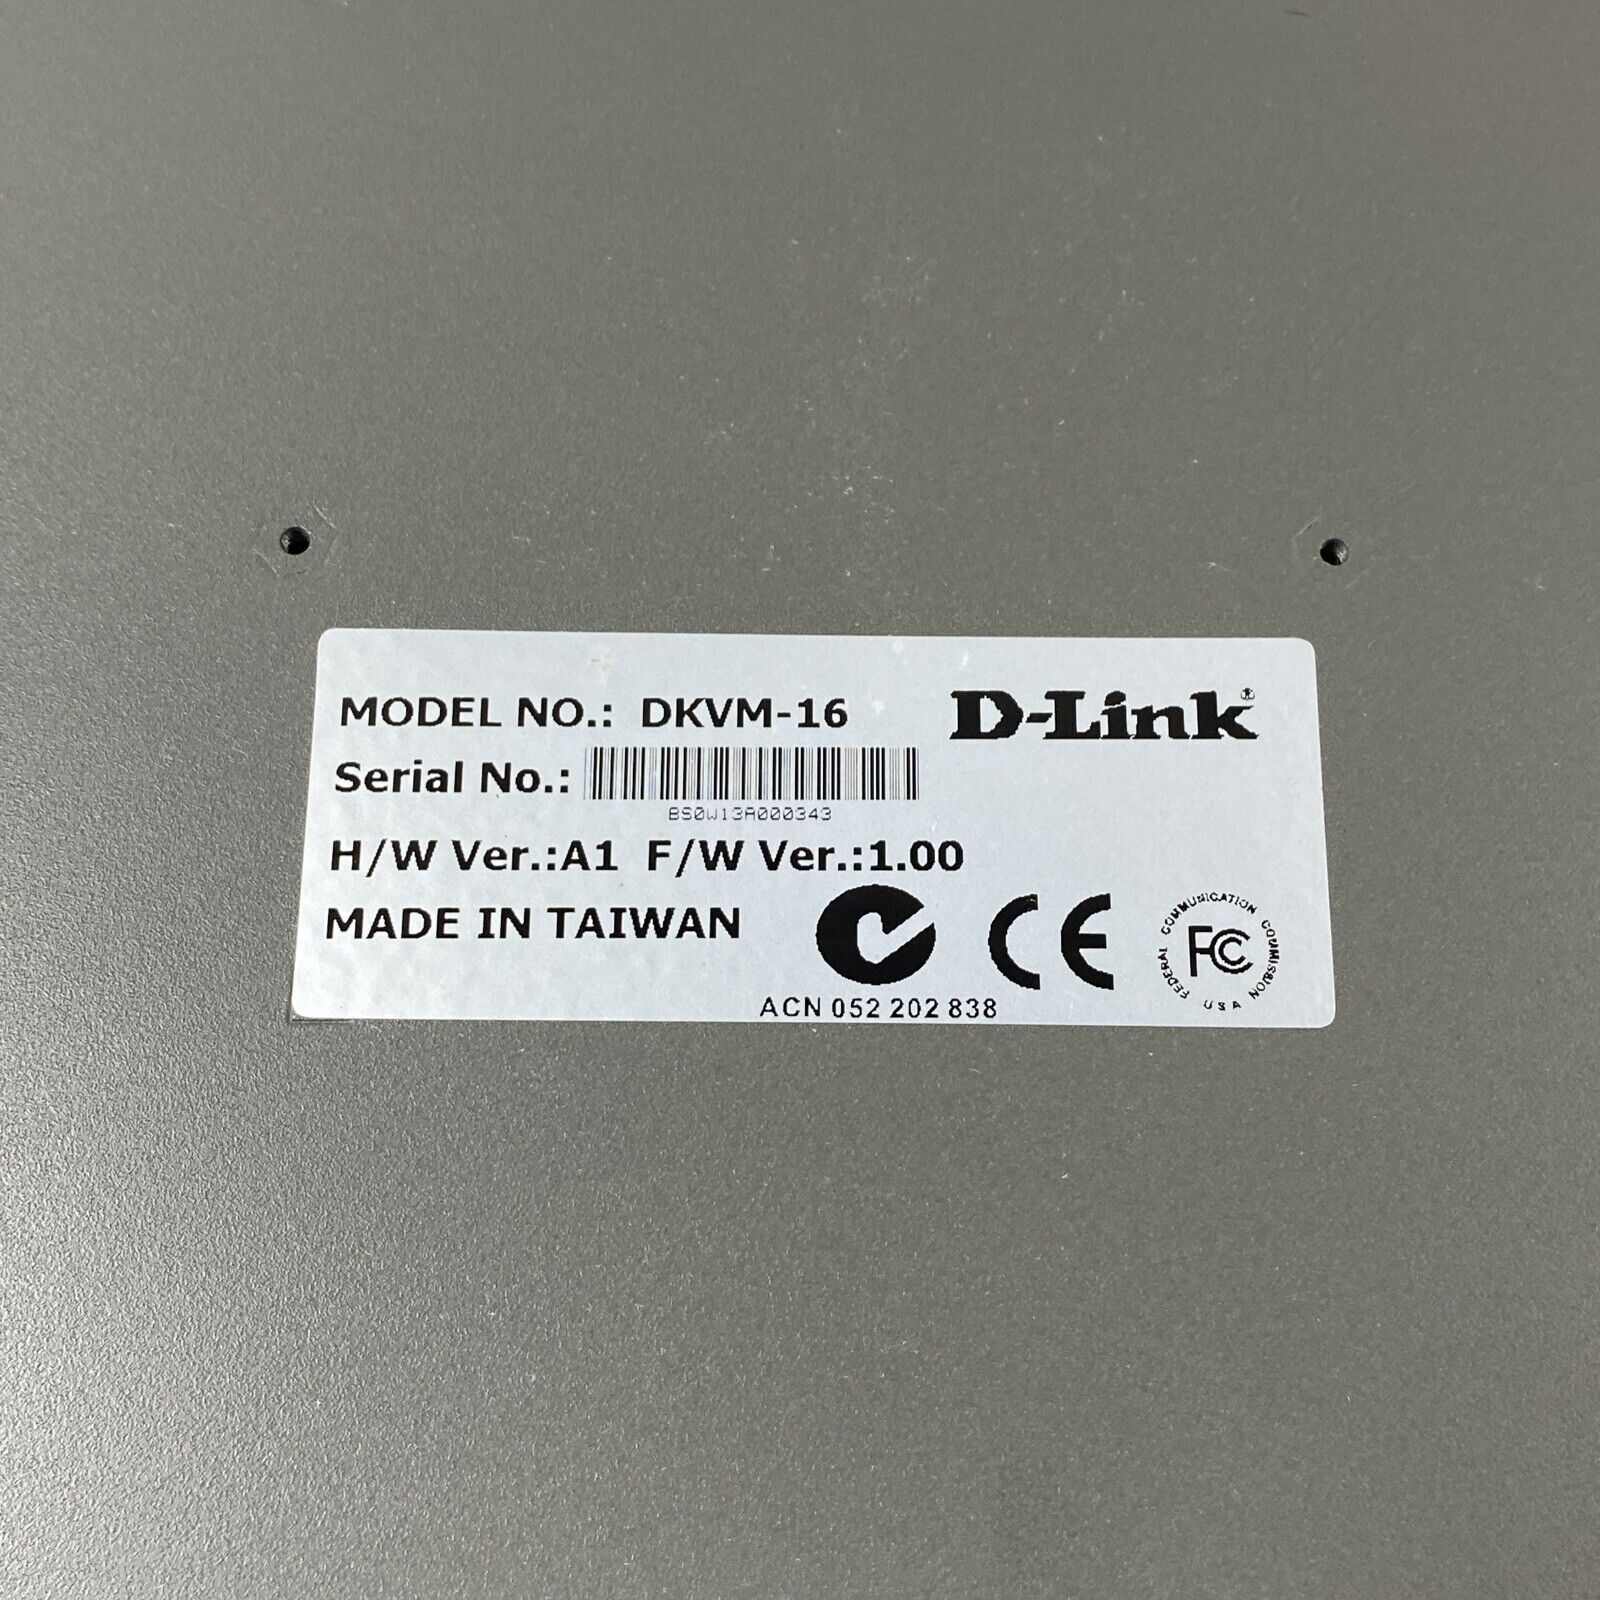 MODEL NO.: DKVM-16 D-Link®
Serial No.:
BS0W13A000343
H/W Ver.:A1 F/W Ver.:1.00
MADE IN TAIWAN
CE
FEDERAL COMMUNICATION COMMISSION
FC
USA
ACN 052 202 838